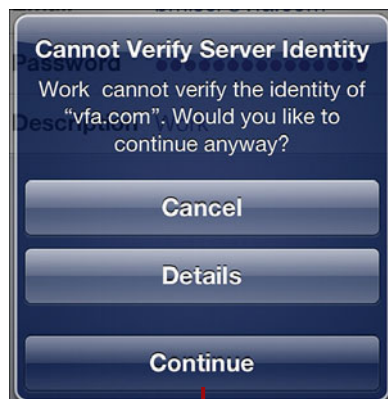 Cannot Verify Server Identity
Password
Work cannot verify the identity of
“vfa.com”. Would you like to
Description Work
continue anyway?
Cancel
Details
Continue